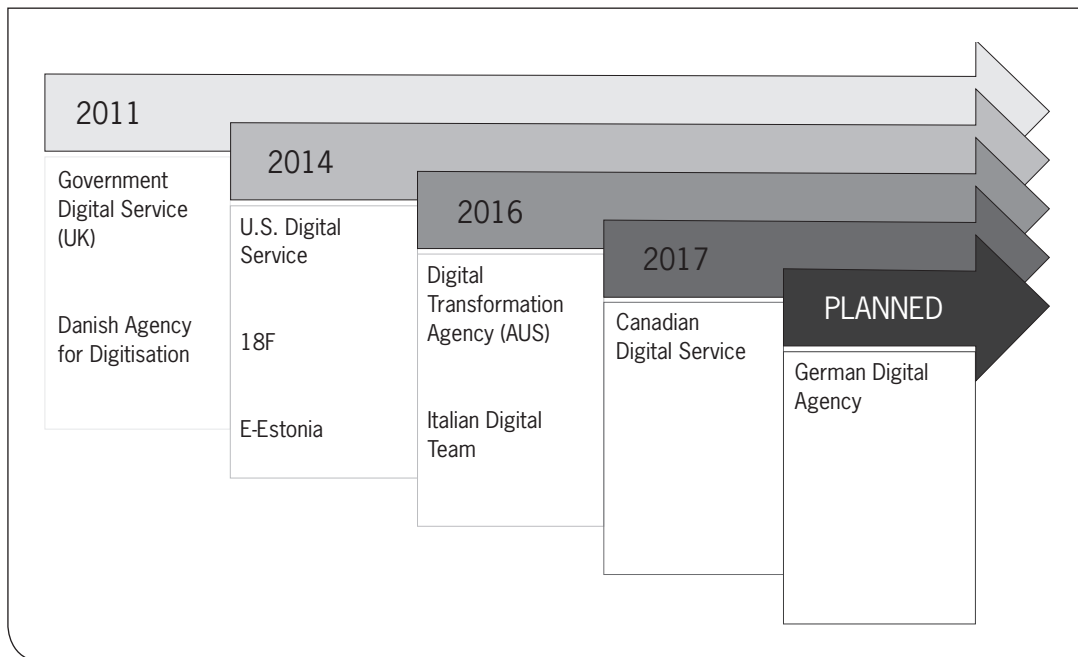 2011
Government
Digital Service
(UK)
Danish Agency
for Digitisation
2014
U.S. Digital
Service
18F
E-Estonia
2016
Digital
Transformation
Agency (AUS)
Italian Digital
Team
2017
Canadian
Digital Service
PLANNED
German Digital
Agency